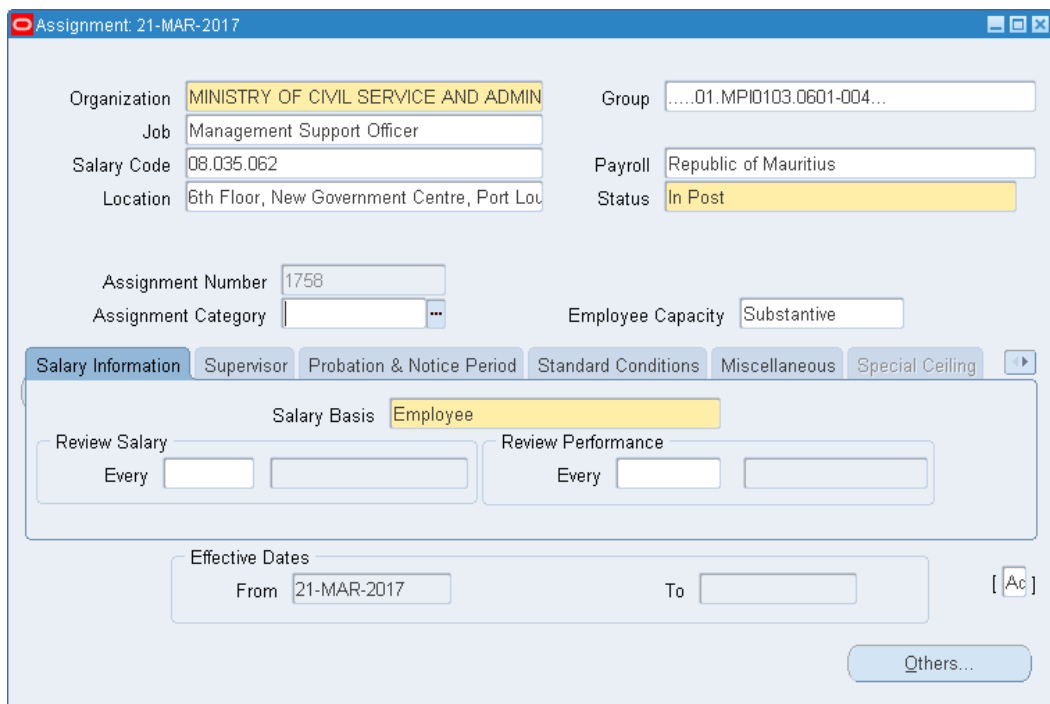 Assignment: 21-MAR-2017
Organization MINISTRY OF CIVIL SERVICE AND ADMIN Group .....01.MPI0103.0601-004...
Job Management Support Officer
Salary Code 08.035.062 Payroll Republic of Mauritius
Location 6th Floor, New Government Centre, Port Lou Status In Post
Assignment Number 1758
Assignment Category ... Employee Capacity Substantive
Salary Information Supervisor Probation & Notice Period Standard Conditions Miscellaneous Special Ceiling
Salary Basis Employee
Review Salary Review Performance
Every Every
Effective Dates
From 21-MAR-2017 To [Ac]
Others...